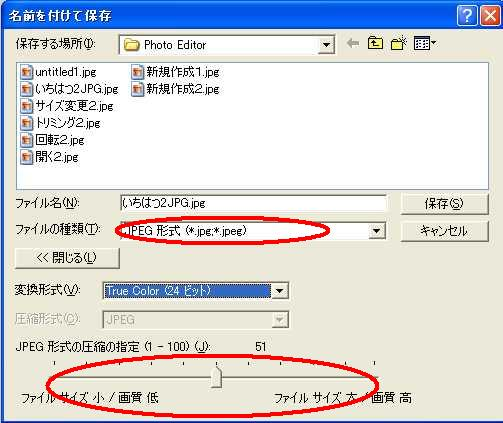 名前を付けて保存
保存する場所(I): Photo Editor
untitled1.jpg 新規作成1.jpg
いちはつ2JPG.jpg 新規作成2.jpg
サイズ変更2.jpg
トリミング2.jpg
回転2.jpg
開く2.jpg
ファイル名(N): いちはつ2JPG.jpg 保存(S)
ファイルの種類(T): JPEG 形式 (*.jpg;*.jpeg) キャンセル
<< 閉じる(L)
変換形式(V): True Color (24 ビット)
圧縮形式(C): JPEG
JPEG 形式の圧縮の指定 (1 - 100) (J): 51
ファイル サイズ 小 / 画質 低 ファイル サイズ 大 / 画質 高